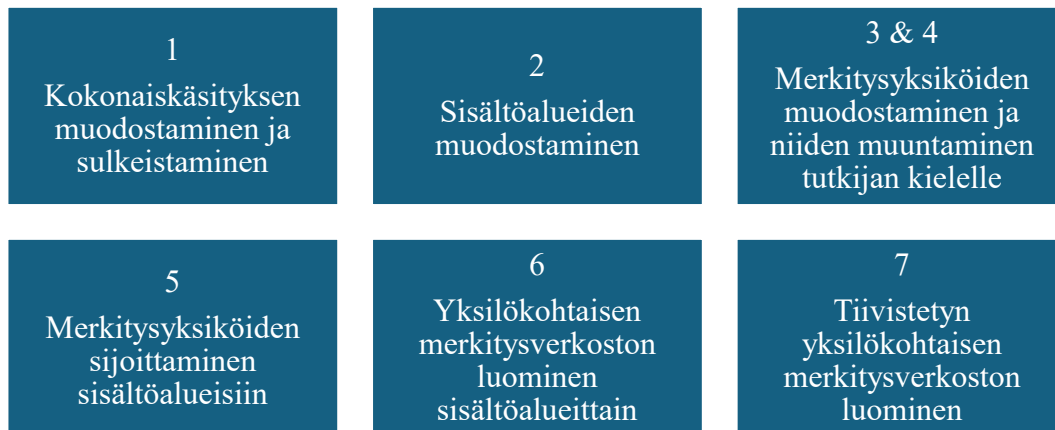 1
Kokonaiskäsityksen
muodostaminen ja
sulkeistaminen
2
Sisältöalueiden
muodostaminen
3 & 4
Merkitysyksiköiden
muodostaminen ja
niiden muuntaminen
tutkijan kielelle
5
Merkitysyksiköiden
sijoittaminen
sisältöalueisiin
6
Yksilökohtaisen
merkitysverkoston
luominen
sisältöalueittain
7
Tiivistetyn
yksilökohtaisen
merkitysverkoston
luominen